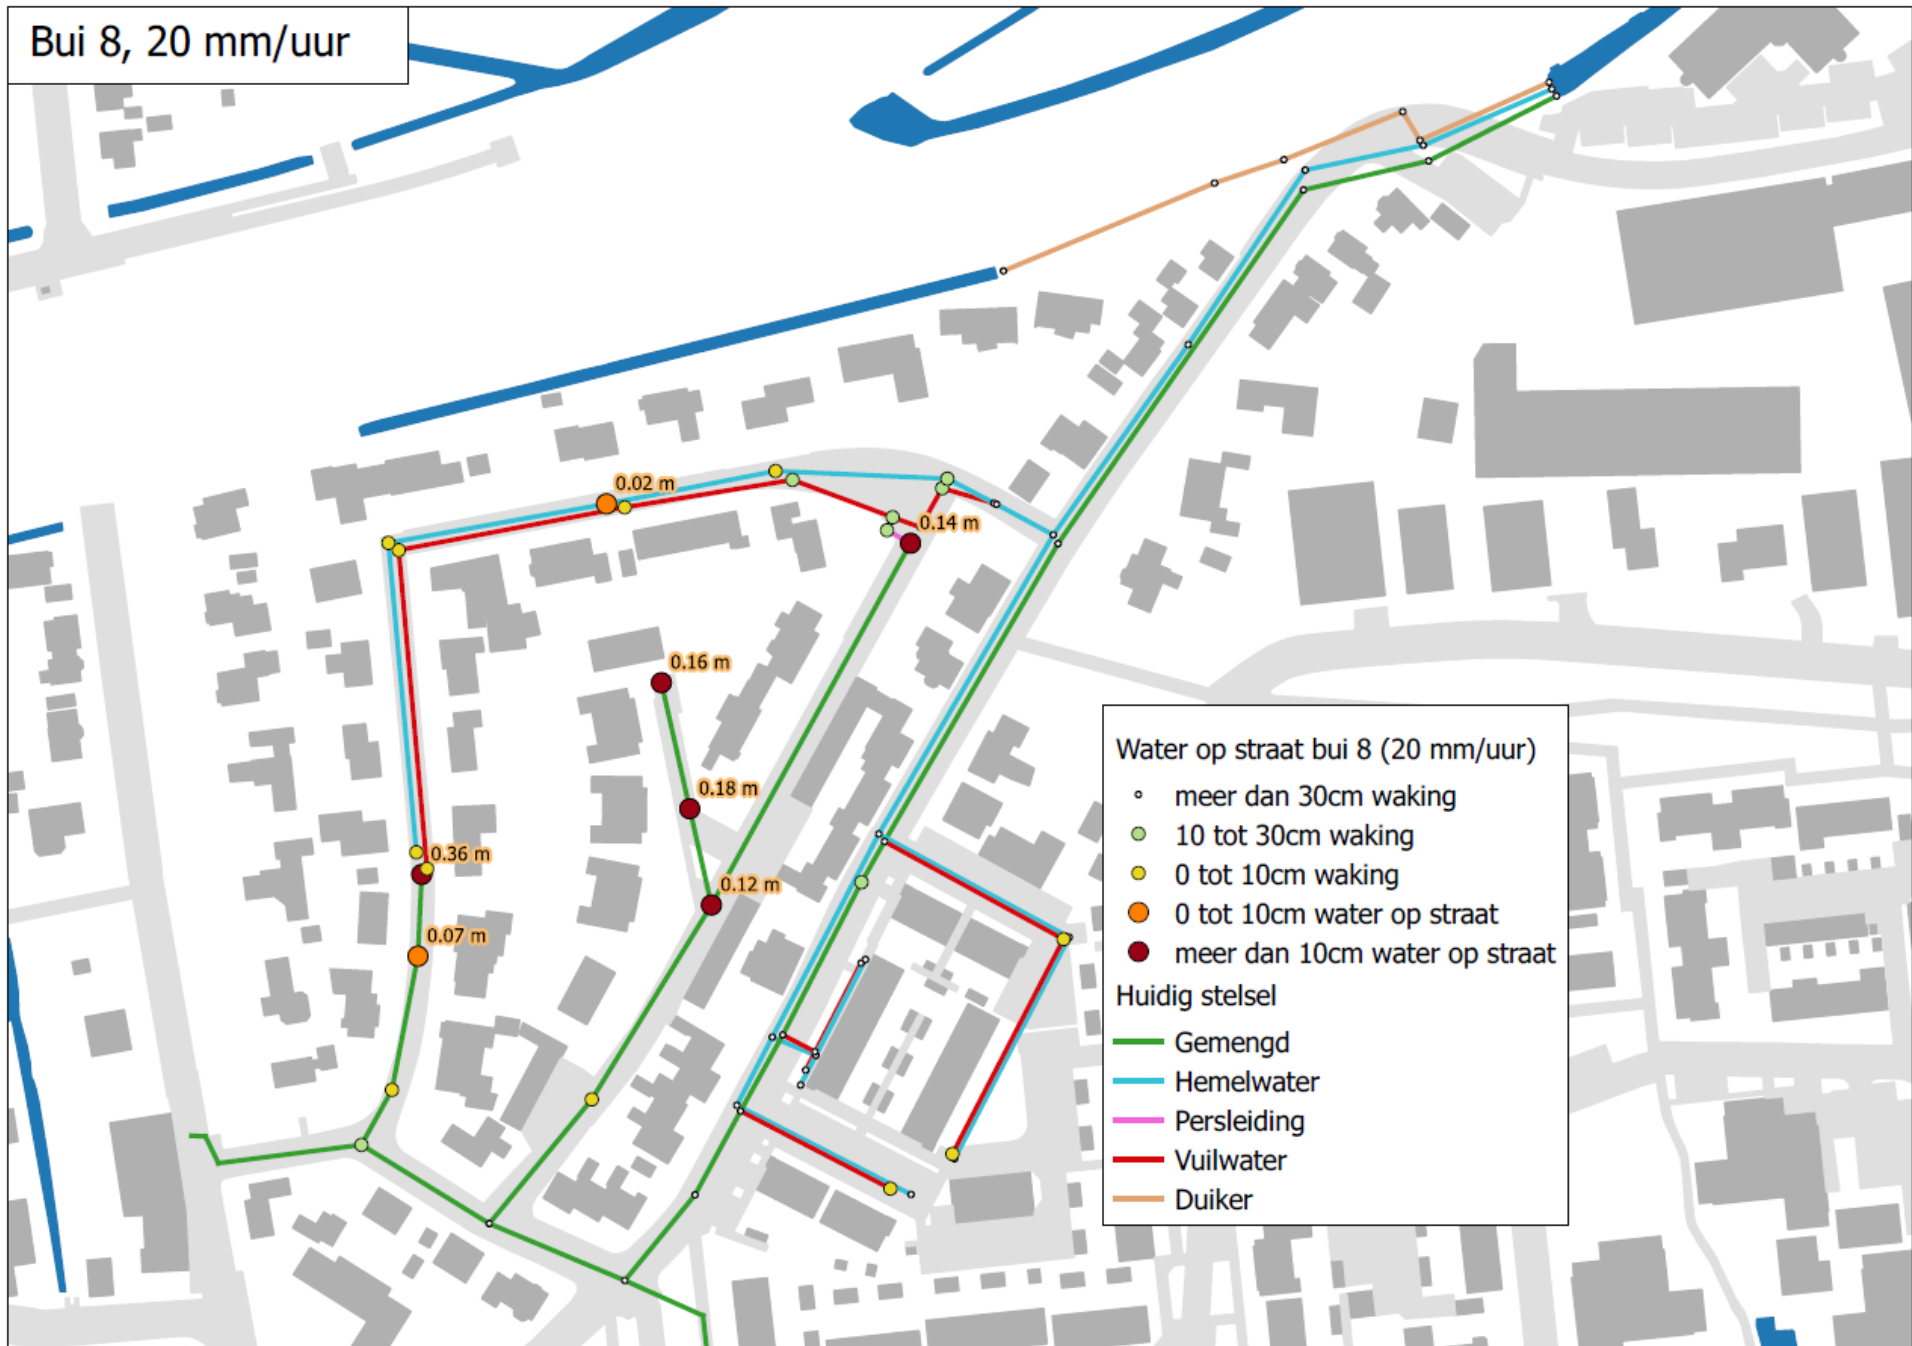 Bui 8, 20 mm/uur
0.02 m
0.14 m
0.16 m
0.18 m
0.36 m
0.12 m
0.07 m
Water op straat bui 8 (20 mm/uur)
meer dan 30cm waking
10 tot 30cm waking
0 tot 10cm waking
0 tot 10cm water op straat
meer dan 10cm water op straat
Huidig stelsel
Gemengd
Hemelwater
Persleiding
Vuilwater
Duiker